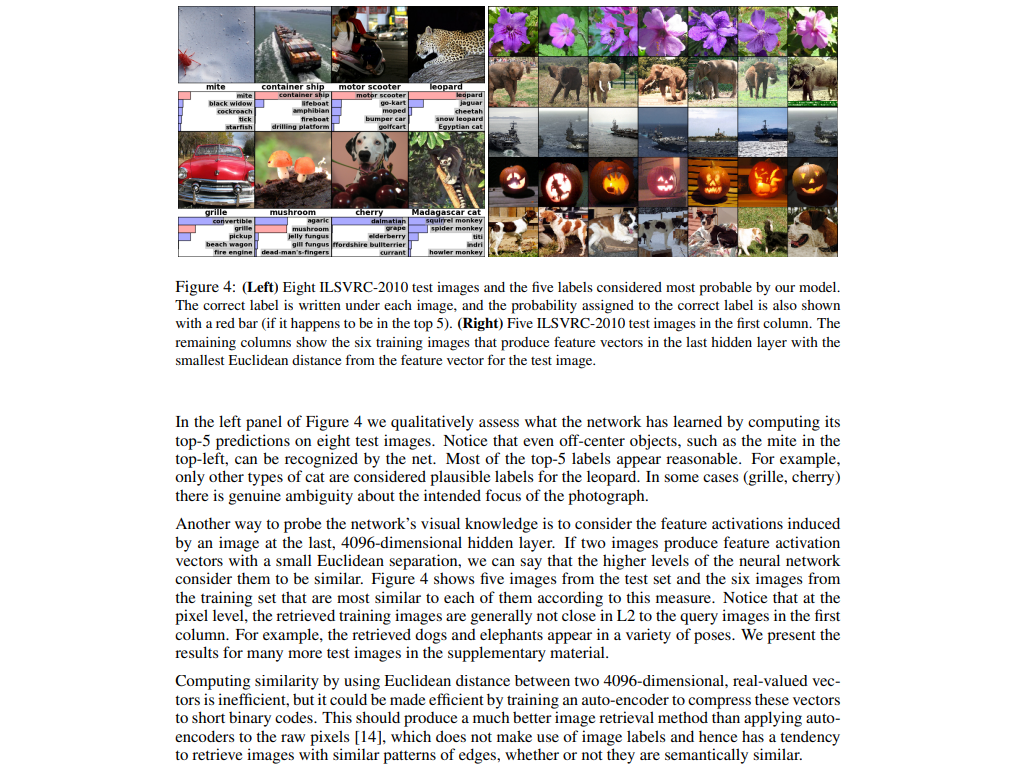 mite container ship motor scooter leopard
mite container ship motor scooter leopard
black widow lifeboat go-kart jaguar
cockroach amphibian moped cheetah
tick fireboat bumper car snow leopard
starfish drilling platform golfcart Egyptian cat
grille mushroom cherry Madagascar cat
convertible agaric dalmatian squirrel monkey
grille mushroom grape spider monkey
pickup jelly fungus elderberry titi
beach wagon gill fungus ffordshire bullterrier indri
fire engine dead-man's-fingers currant howler monkey
Figure 4: (Left) Eight ILSVRC-2010 test images and the five labels considered most probable by our model.
The correct label is written under each image, and the probability assigned to the correct label is also shown
with a red bar (if it happens to be in the top 5). (Right) Five ILSVRC-2010 test images in the first column. The
remaining columns show the six training images that produce feature vectors in the last hidden layer with the
smallest Euclidean distance from the feature vector for the test image.
In the left panel of Figure 4 we qualitatively assess what the network has learned by computing its
top-5 predictions on eight test images. Notice that even off-center objects, such as the mite in the
top-left, can be recognized by the net. Most of the top-5 labels appear reasonable. For example,
only other types of cat are considered plausible labels for the leopard. In some cases (grille, cherry)
there is genuine ambiguity about the intended focus of the photograph.
Another way to probe the network's visual knowledge is to consider the feature activations induced
by an image at the last, 4096-dimensional hidden layer. If two images produce feature activation
vectors with a small Euclidean separation, we can say that the higher levels of the neural network
consider them to be similar. Figure 4 shows five images from the test set and the six images from
the training set that are most similar to each of them according to this measure. Notice that at the
pixel level, the retrieved training images are generally not close in L2 to the query images in the first
column. For example, the retrieved dogs and elephants appear in a variety of poses. We present the
results for many more test images in the supplementary material.
Computing similarity by using Euclidean distance between two 4096-dimensional, real-valued vec-
tors is inefficient, but it could be made efficient by training an auto-encoder to compress these vectors
to short binary codes. This should produce a much better image retrieval method than applying auto-
encoders to the raw pixels [14], which does not make use of image labels and hence has a tendency
to retrieve images with similar patterns of edges, whether or not they are semantically similar.